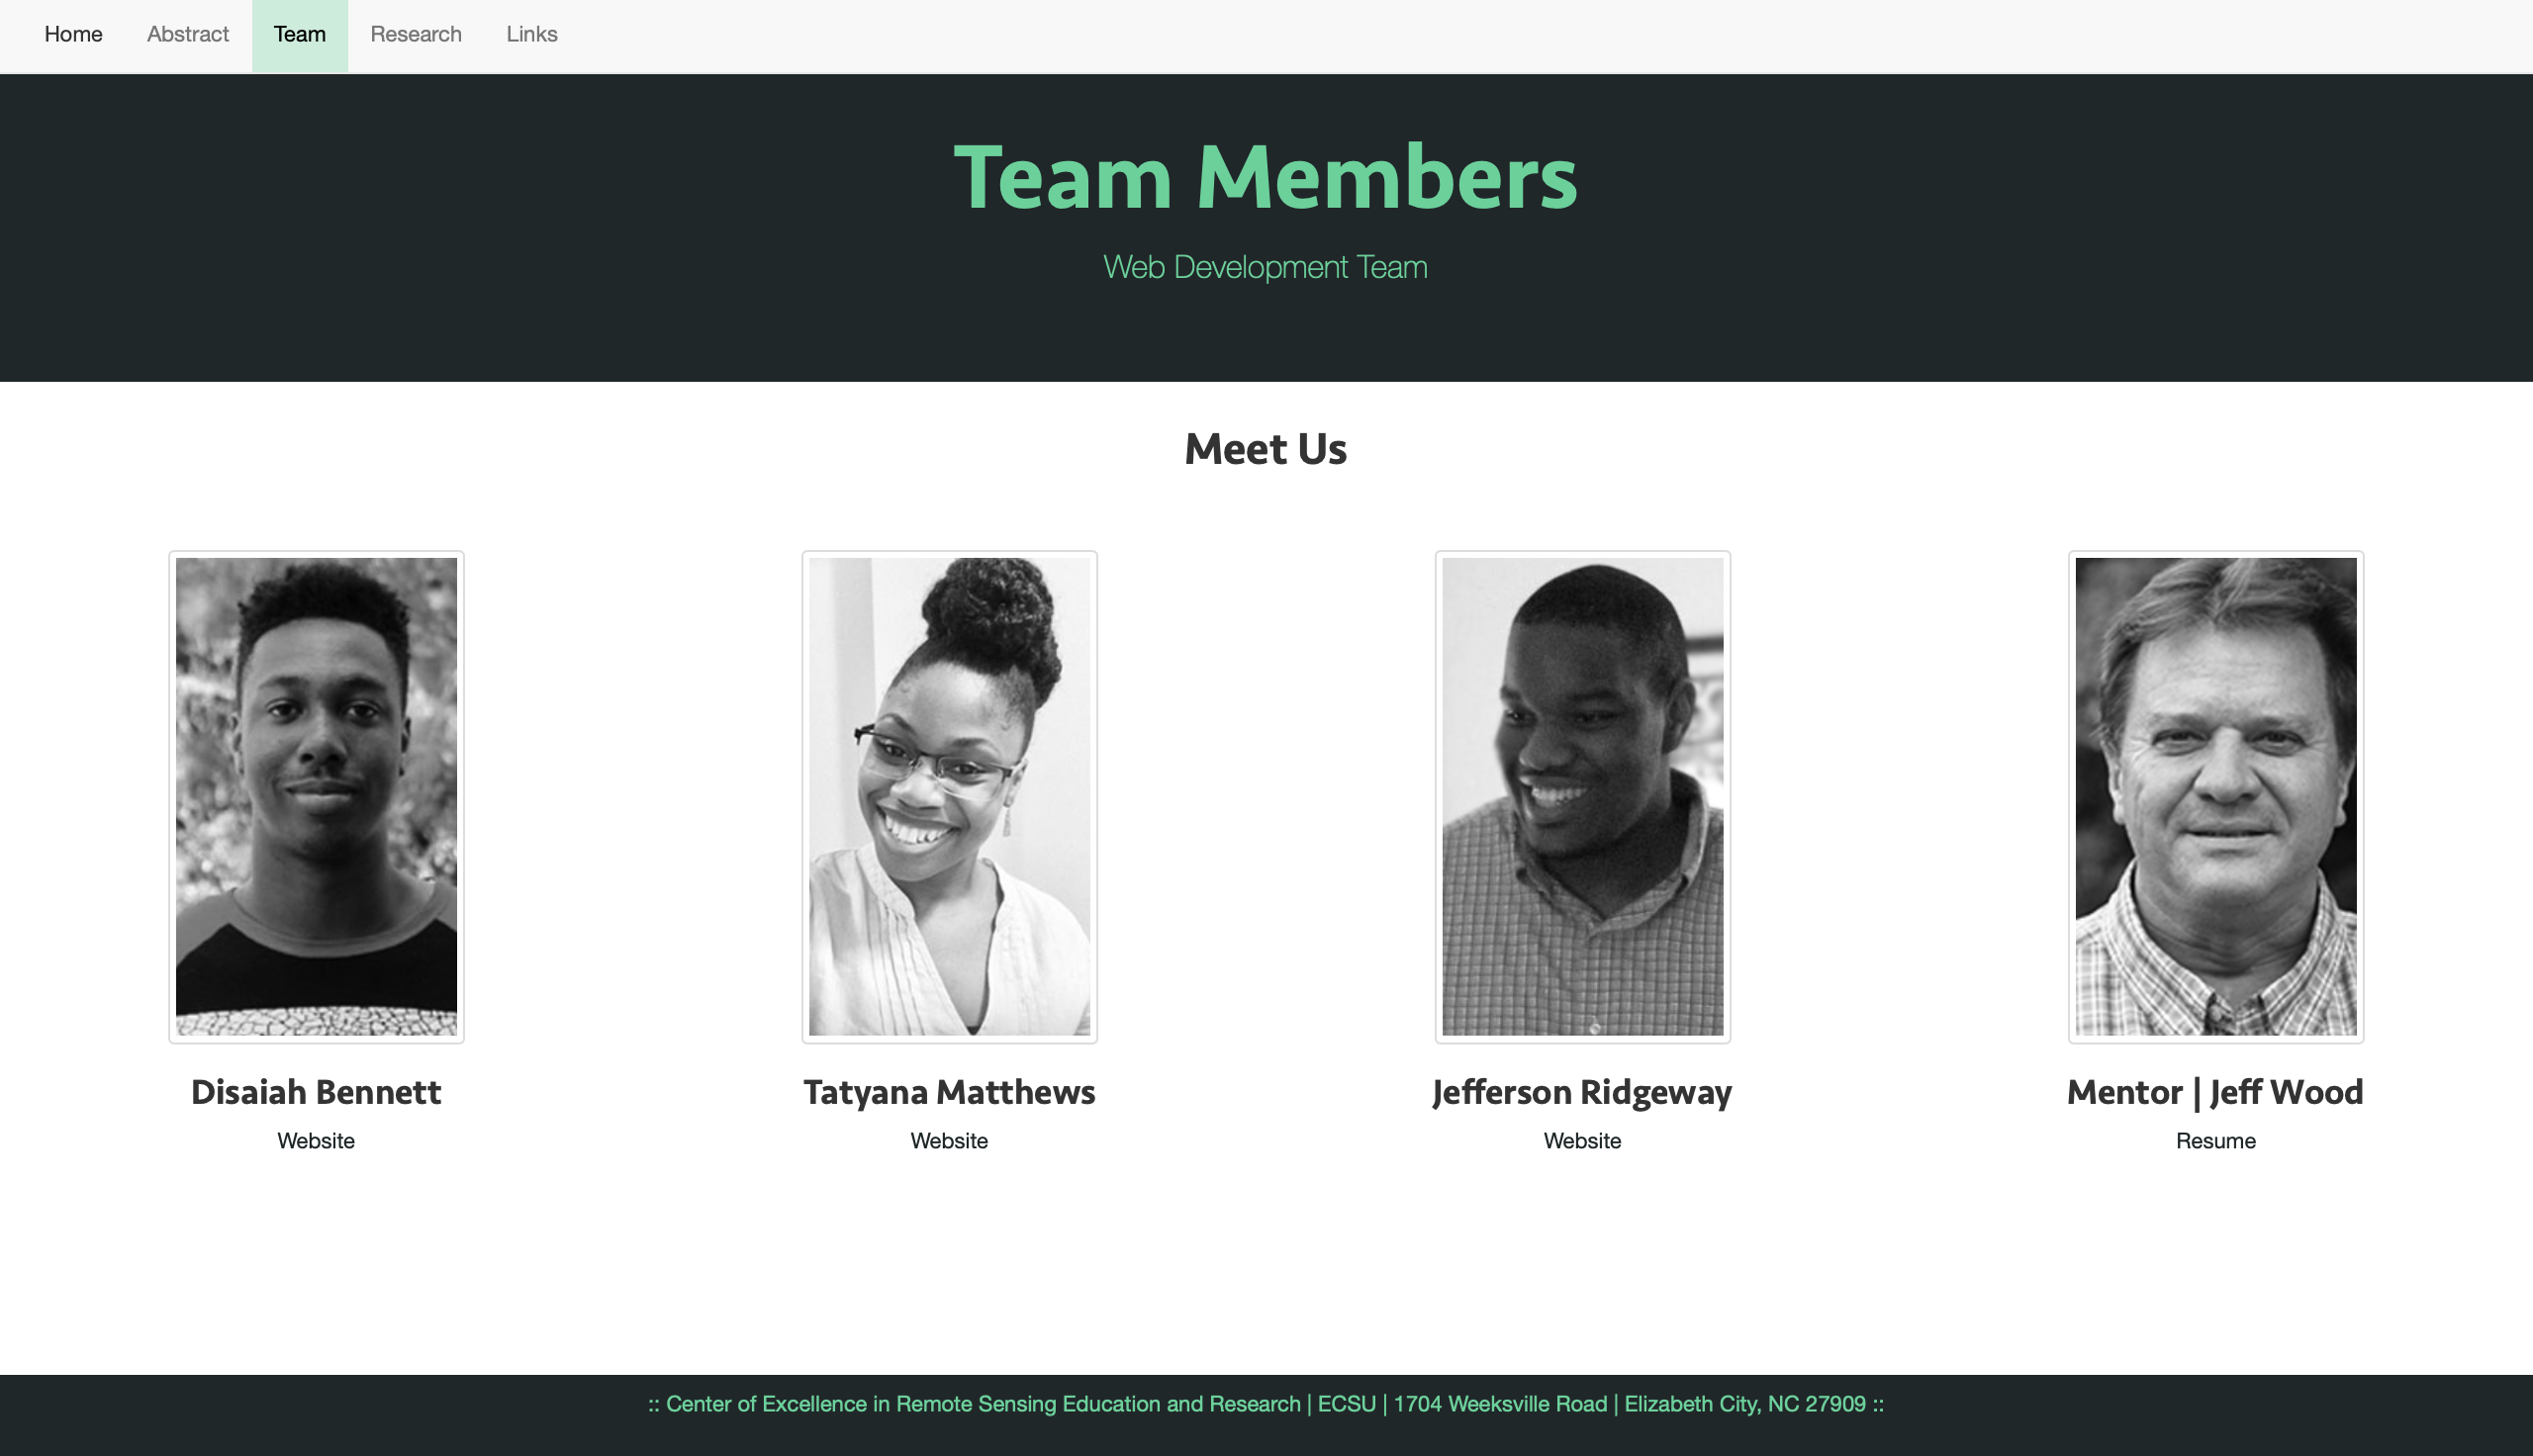 Home Abstract Team Research Links
Team Members
Web Development Team
Meet Us
Disaiah Bennett
Website
Tatyana Matthews
Website
Jefferson Ridgeway
Website
Mentor | Jeff Wood
Resume
:: Center of Excellence in Remote Sensing Education and Research | ECSU | 1704 Weeksville Road | Elizabeth City, NC 27909 ::